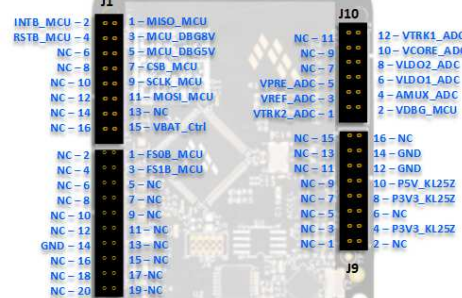 J1
INTB_MCU – 2 1 – MISO_MCU
RSTB_MCU – 4 3 – MCU_DBG8V
NC – 6 5 – MCU_DBG5V
NC – 8 7 – CSB_MCU
NC – 10 9 – SCLK_MCU
NC – 12 11 – MOSI_MCU
NC – 14 13 – NC
NC – 16 15 – VBAT_Ctrl
NC – 2 1 – FS0B_MCU
NC – 4 3 – FS1B_MCU
NC – 6 5 – NC
NC – 8 7 – NC
NC – 10 9 – NC
NC – 12 11 – NC
GND – 14 13 – NC
NC – 16 15 – NC
NC – 18 17 -NC
NC – 20 19 -NC
J10
NC – 11 12 – VTRK1_ADC
NC – 9 10 – VCORE_ADC
NC – 7 8 – VLDO2_ADC
VPRE_ADC – 5 6 – VLDO1_ADC
VREF_ADC – 3 4 – AMUX_ADC
VTRK2_ADC – 1 2 – VDBG_MCU
NC – 15 16 – NC
NC – 13 14 – GND
NC – 11 12 – GND
NC – 9 10 – P5V_KL25Z
NC – 7 8 – P3V3_KL25Z
NC – 5 6 – NC
NC – 3 4 – P3V3_KL25Z
NC – 1 2 – NC
J9